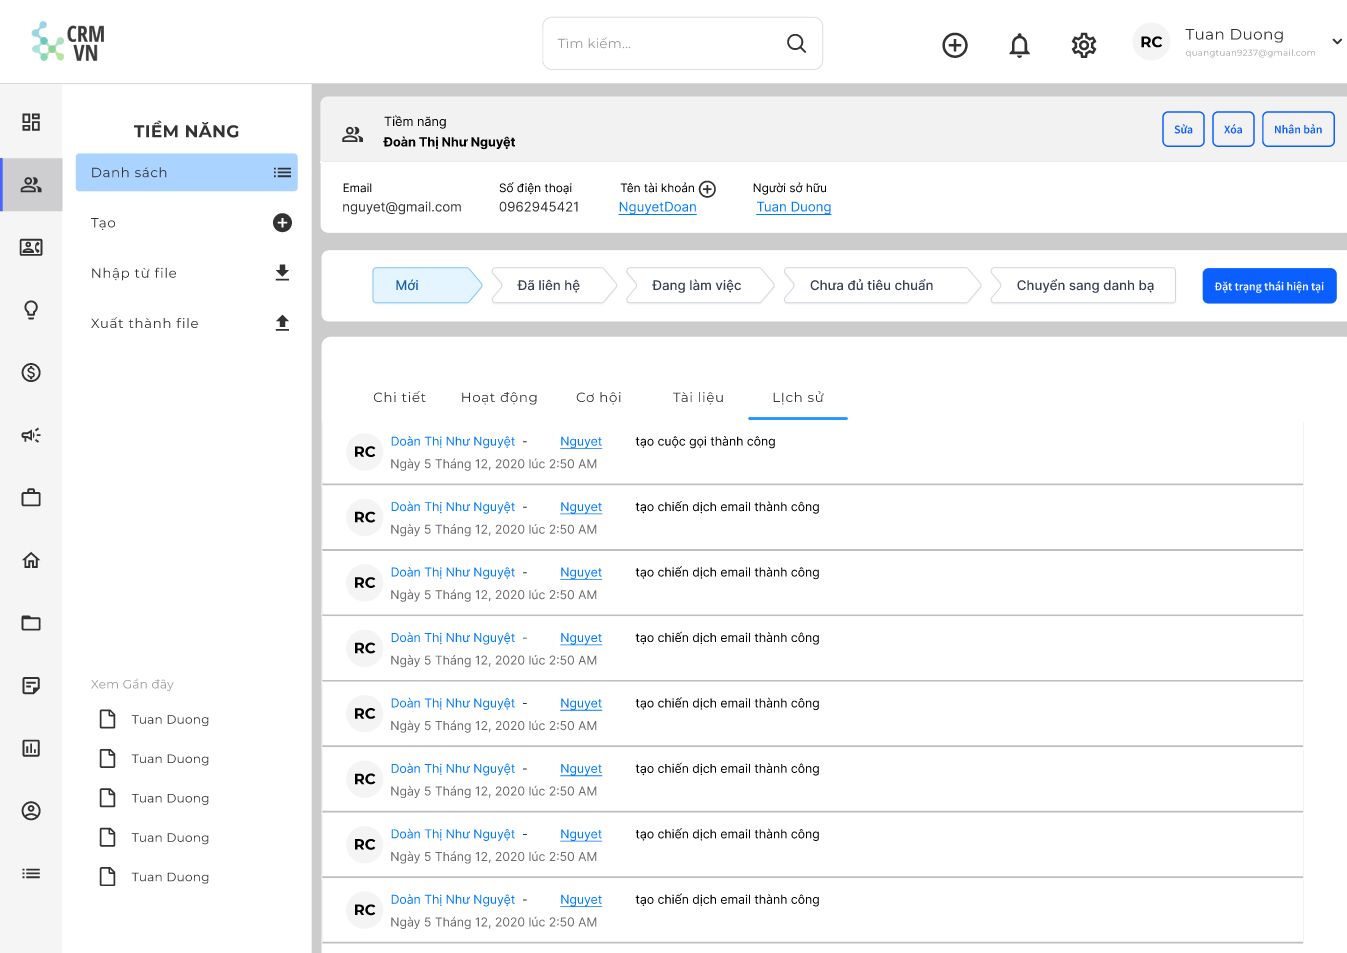 CRM
VN
Tìm kiếm...
RC
Tuan Duong
quangtuan9237@gmail.com
TIỀM NĂNG
Danh sách
Tạo
Nhập từ file
Xuất thành file
Xem Gần đây
Tuan Duong
Tuan Duong
Tuan Duong
Tuan Duong
Tuan Duong
Tiềm năng
Đoàn Thị Như Nguyệt
Sửa
Xóa
Nhân bản
Email
Số điện thoại
Tên tài khoản
Người sở hữu
nguyet@gmail.com
0962945421
NguyetDoan
Tuan Duong
Mới
Đã liên hệ
Đang làm việc
Chưa đủ tiêu chuẩn
Chuyển sang danh bạ
Đặt trạng thái hiện tại
Chi tiết
Hoạt động
Cơ hội
Tài liệu
LỊch sử
RC
Doàn Thị Như Nguyệt - Nguyet tạo cuộc gọi thành công
Ngày 5 Tháng 12, 2020 lúc 2:50 AM
RC
Doàn Thị Như Nguyệt - Nguyet tạo chiến dịch email thành công
Ngày 5 Tháng 12, 2020 lúc 2:50 AM
RC
Doàn Thị Như Nguyệt - Nguyet tạo chiến dịch email thành công
Ngày 5 Tháng 12, 2020 lúc 2:50 AM
RC
Doàn Thị Như Nguyệt - Nguyet tạo chiến dịch email thành công
Ngày 5 Tháng 12, 2020 lúc 2:50 AM
RC
Doàn Thị Như Nguyệt - Nguyet tạo chiến dịch email thành công
Ngày 5 Tháng 12, 2020 lúc 2:50 AM
RC
Doàn Thị Như Nguyệt - Nguyet tạo chiến dịch email thành công
Ngày 5 Tháng 12, 2020 lúc 2:50 AM
RC
Doàn Thị Như Nguyệt - Nguyet tạo chiến dịch email thành công
Ngày 5 Tháng 12, 2020 lúc 2:50 AM
RC
Doàn Thị Như Nguyệt - Nguyet tạo chiến dịch email thành công
Ngày 5 Tháng 12, 2020 lúc 2:50 AM